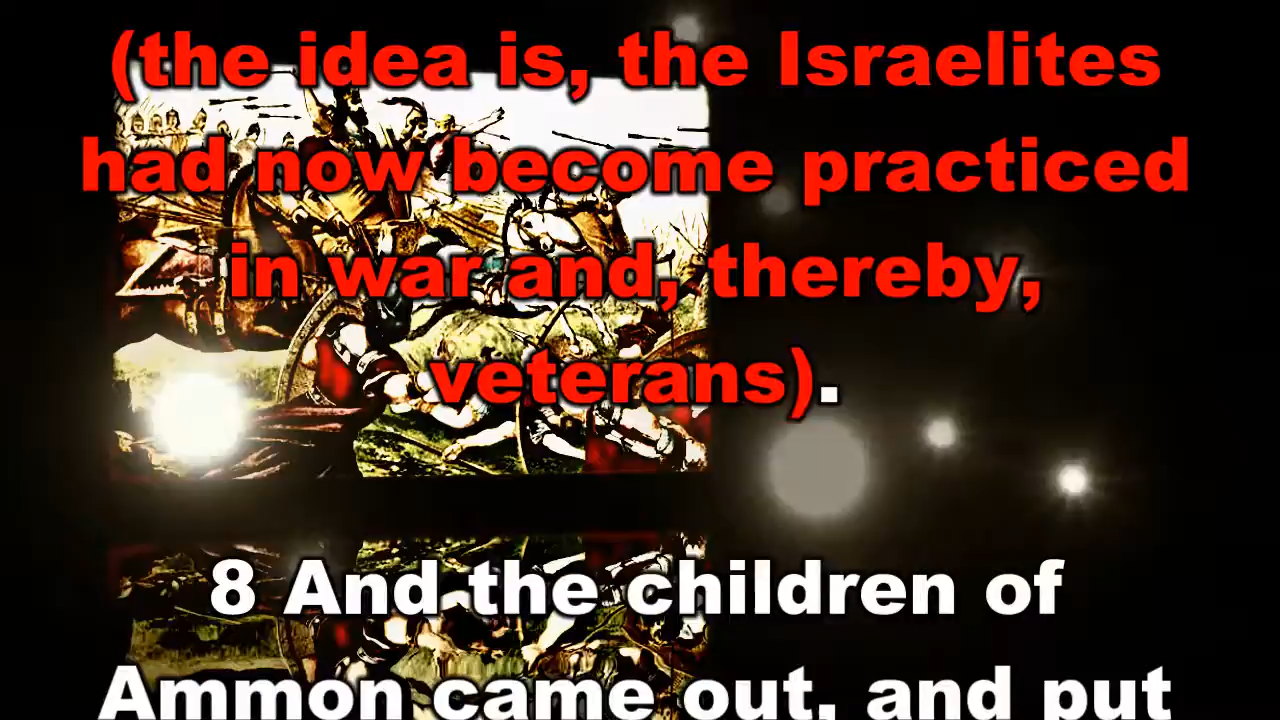 (the idea is, the Israelites
had now become practiced
in war and, thereby,
veterans).
8 And the children of
Ammon came out, and put